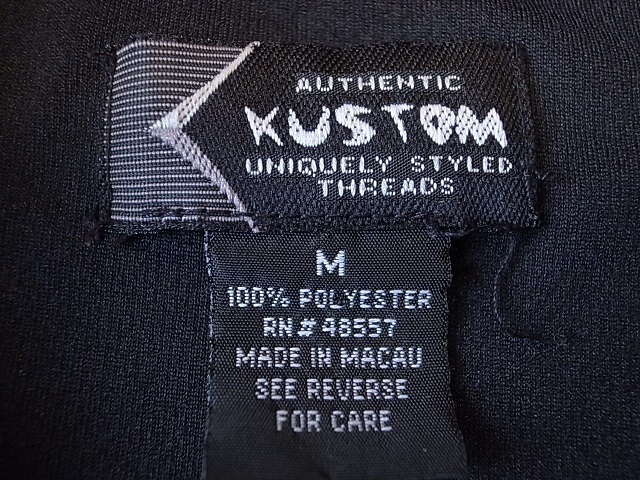 AUTHENTIC
KUSTOM
UNIQUELY STYLED
THREADS
M
100% POLYESTER
RN# 48557
MADE IN MACAU
SEE REVERSE
FOR CARE